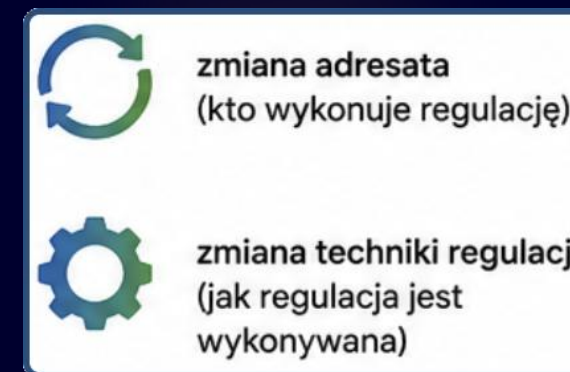 zmiana adresata
(kto wykonuje regulację)
zmiana techniki regulacj
(jak regulacja jest
wykonywana)